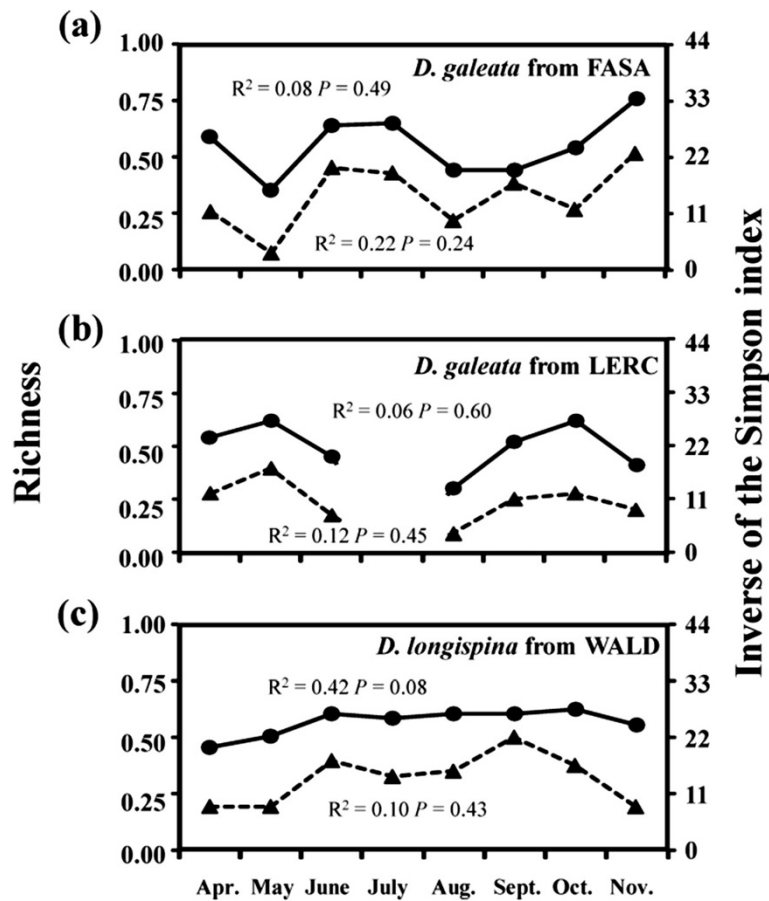 (a)
1.00
0.75
0.50
0.25
0.00
D. galeata from FASA
R² = 0.08 P = 0.49
R² = 0.22 P = 0.24
44
33
22
11
0
(b)
1.00
0.75
0.50
0.25
0.00
D. galeata from LERC
R² = 0.06 P = 0.60
R² = 0.12 P = 0.45
44
33
22
11
0
(c)
1.00
0.75
0.50
0.25
0.00
D. longispina from WALD
R² = 0.42 P = 0.08
R² = 0.10 P = 0.43
44
33
22
11
0
Apr. May June July Aug. Sept. Oct. Nov.
Richness
Inverse of the Simpson index